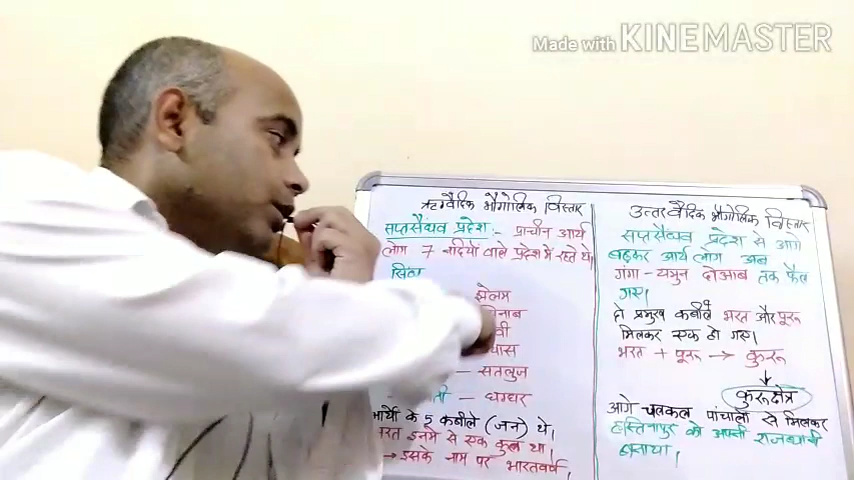 Made with KINEMASTER
ऋग्वैदिक भौगोलिक विस्तार
सप्तसैंधव प्रदेश :- प्राचीन आर्य
लोग 7 नदियों वाले प्रदेश में रहते थे।
झेलम
व्यास
- सतलुज
- घग्घर
के 5 कबीले (जन) थे।
इनमें से एक कुल था।
→ इसके नाम पर भारतवर्ष,
उत्तरवैदिक भौगोलिक विस्तार
सप्तसैंधव प्रदेश से आगे
बढ़कर आर्य लोग अब
गंगा - यमुन दोआब तक फैल
गए।
दो प्रमुख कबीले भरत और पूरू
मिलकर एक हो गए।
भरत + पूरू → कुरू
कुरूक्षेत्र
आगे चलकल पांचालों से मिलकर
हस्तिनापुर को अपनी राजधानी
बनाया।